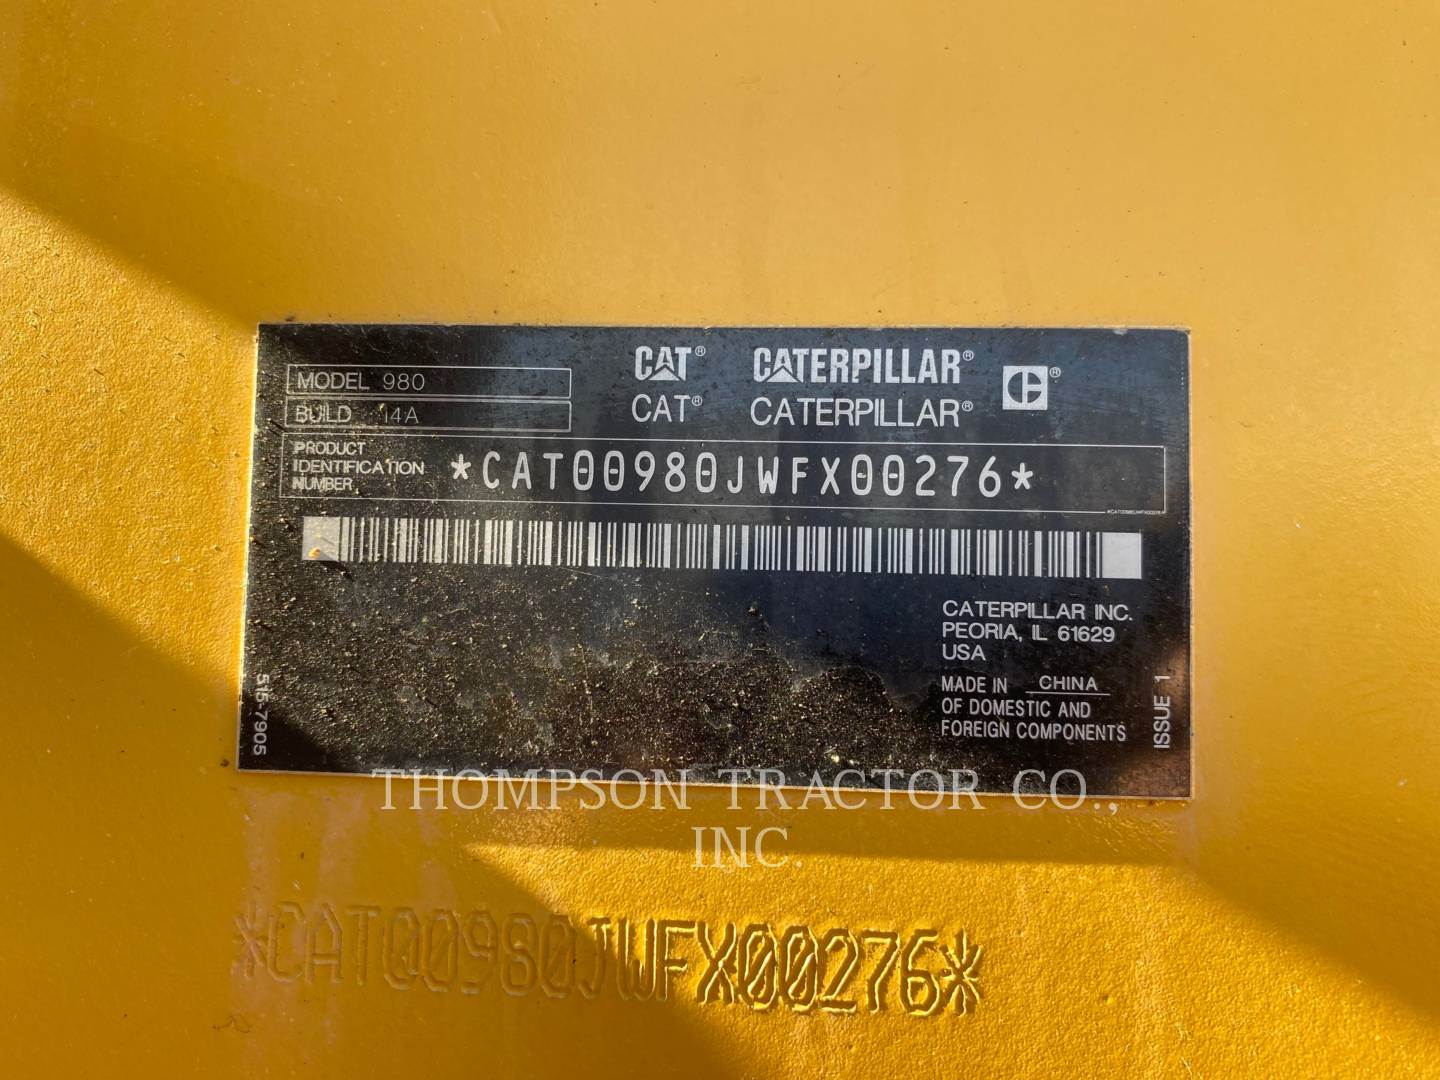 MODEL 980
BUILD 14A
CAT® CATERPILLAR® C®
CAT® CATERPILLAR®
PRODUCT
IDENTIFICATION
NUMBER
*CAT00980JWFX00276*
*CAT00980JWFX00276*
CATERPILLAR INC.
PEORIA, IL 61629
USA
MADE IN CHINA
OF DOMESTIC AND
FOREIGN COMPONENTS
515-7905
ISSUE 1
THOMPSON TRACTOR CO.,
INC.
*CAT00980JWFX00276*